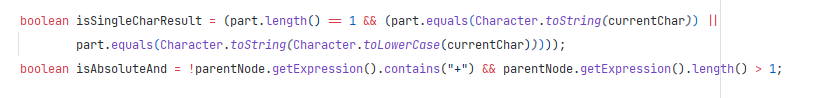 boolean isSingleCharResult = (part.length() == 1 && (part.equals(Character.toString(currentChar)) ||
part.equals(Character.toString(Character.toLowerCase(currentChar)))));
boolean isAbsoluteAnd = !parentNode.getExpression().contains("+") && parentNode.getExpression().length() > 1;